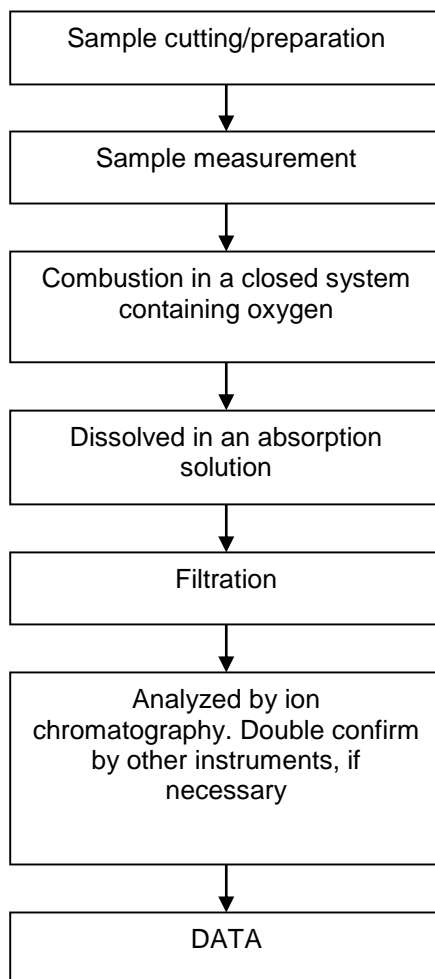 Sample cutting/preparation
Sample measurement
Combustion in a closed system
containing oxygen
Dissolved in an absorption
solution
Filtration
Analyzed by ion
chromatography. Double confirm
by other instruments, if
necessary
DATA